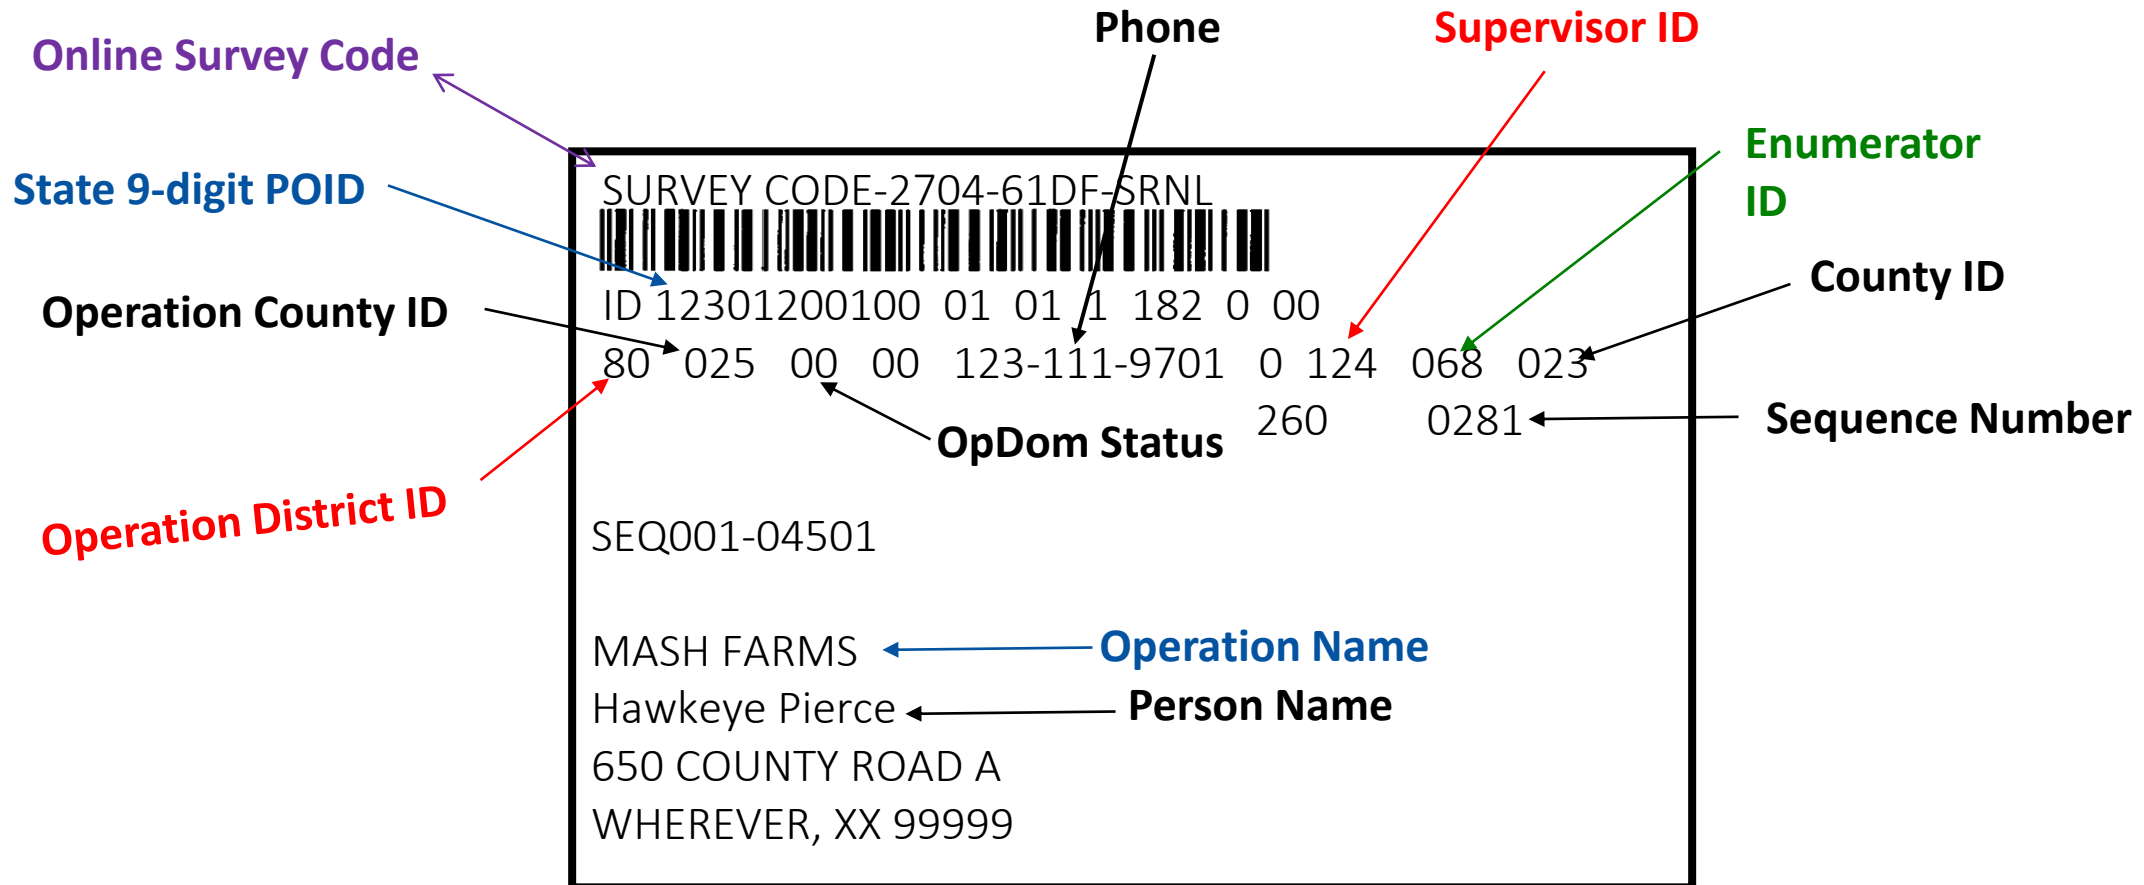 Phone
Supervisor ID
Online Survey Code
Enumerator
ID
State 9-digit POID
SURVEY CODE-2704-61DF-SRNL
County ID
Operation County ID
ID 12301200100 01 01 1 182 0 00
80 025 00 00 123-111-9701 0 124 068 023
260 0281
Sequence Number
OpDom Status
Operation District ID
SEQ001-04501
MASH FARMS
Operation Name
Hawkeye Pierce
Person Name
650 COUNTY ROAD A
WHEREVER, XX 99999